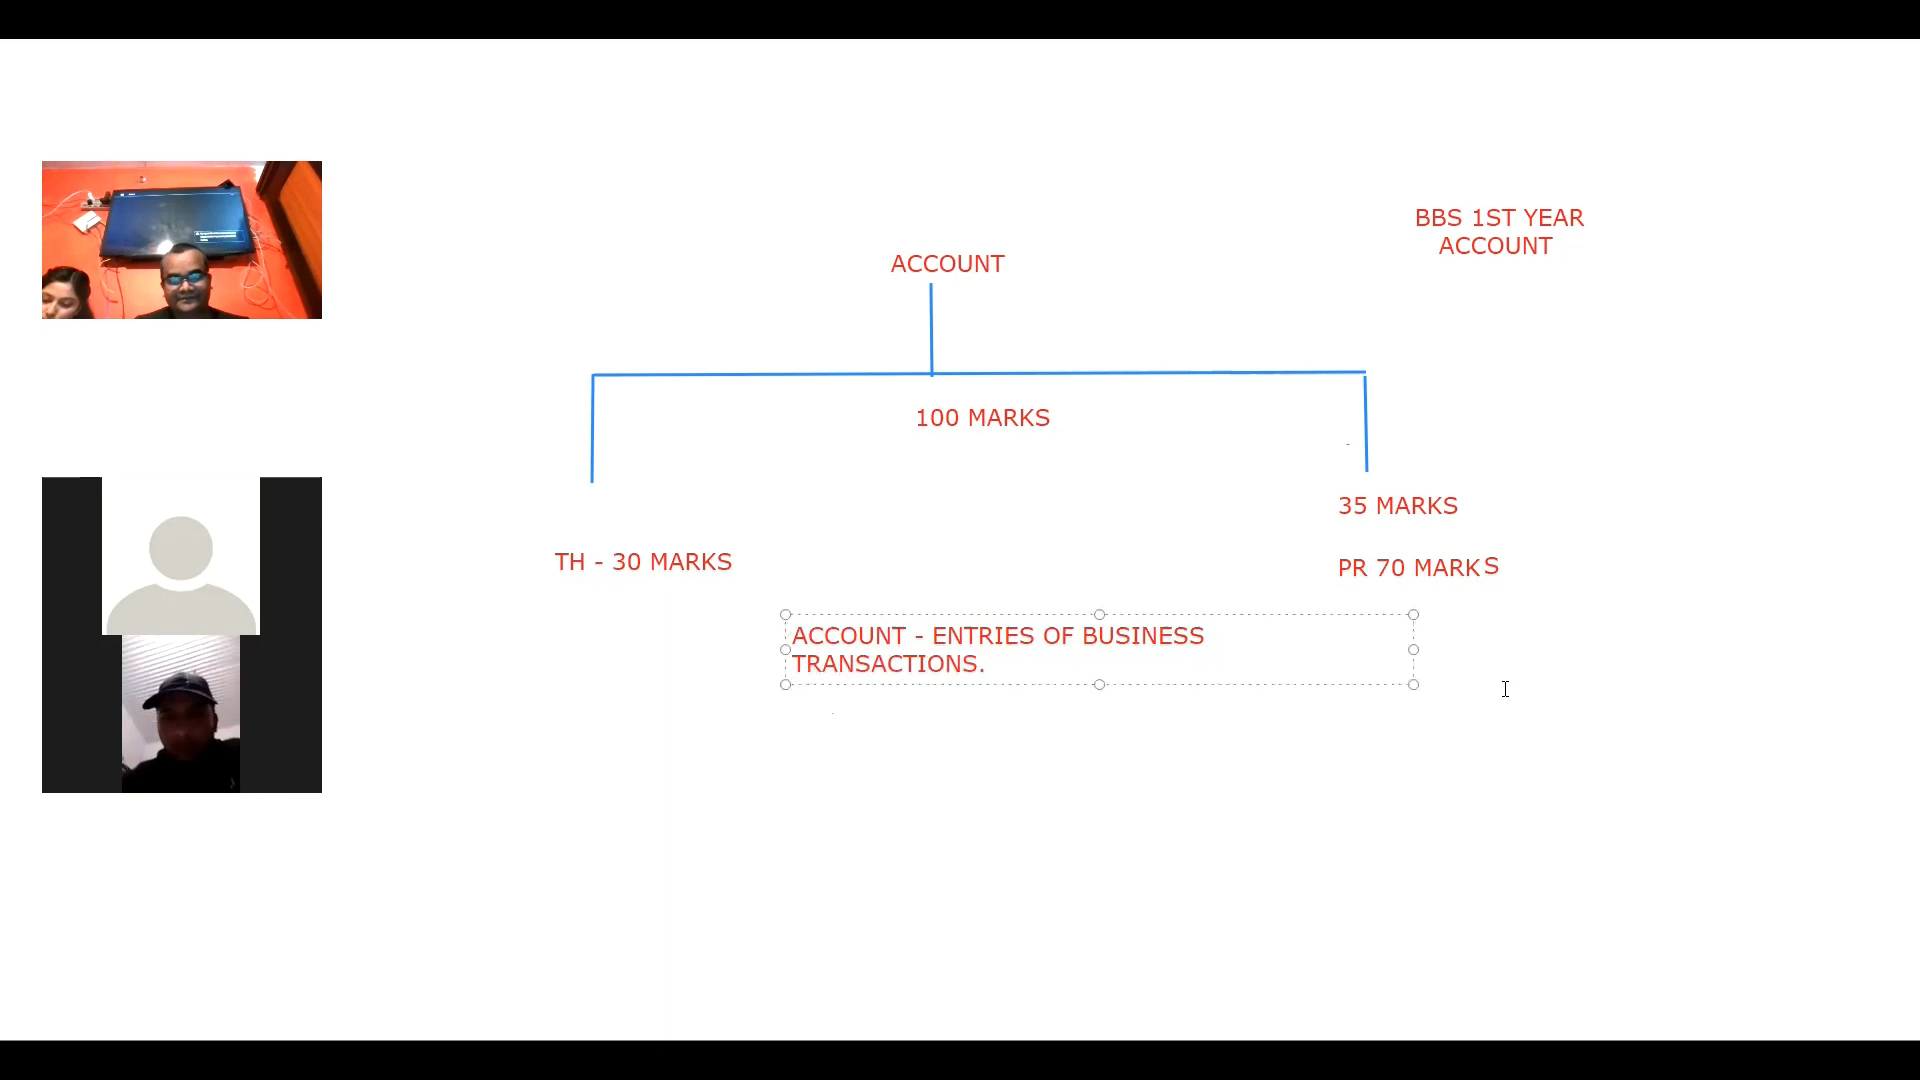 BBS 1ST YEAR
ACCOUNT
ACCOUNT
100 MARKS
35 MARKS
TH - 30 MARKS
PR 70 MARKS
ACCOUNT - ENTRIES OF BUSINESS
TRANSACTIONS.